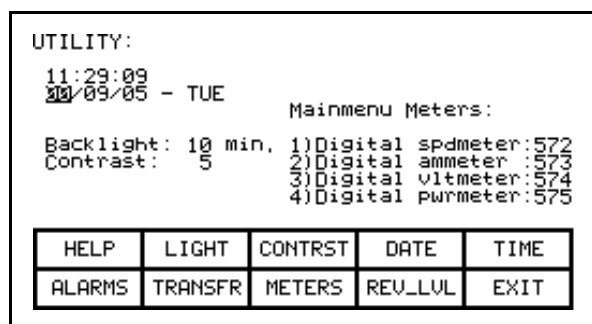 UTILITY:
11:29:09
00/09/05 - TUE
Mainmenu Meters:
Backlight: 10 min. 1)Digital spdmeter:572
Contrast: 5 2)Digital ammeter :573
3)Digital vltmeter:574
4)Digital pwrmeter:575
HELP LIGHT CONTRST DATE TIME
ALARMS TRANSFR METERS REV_LVL EXIT